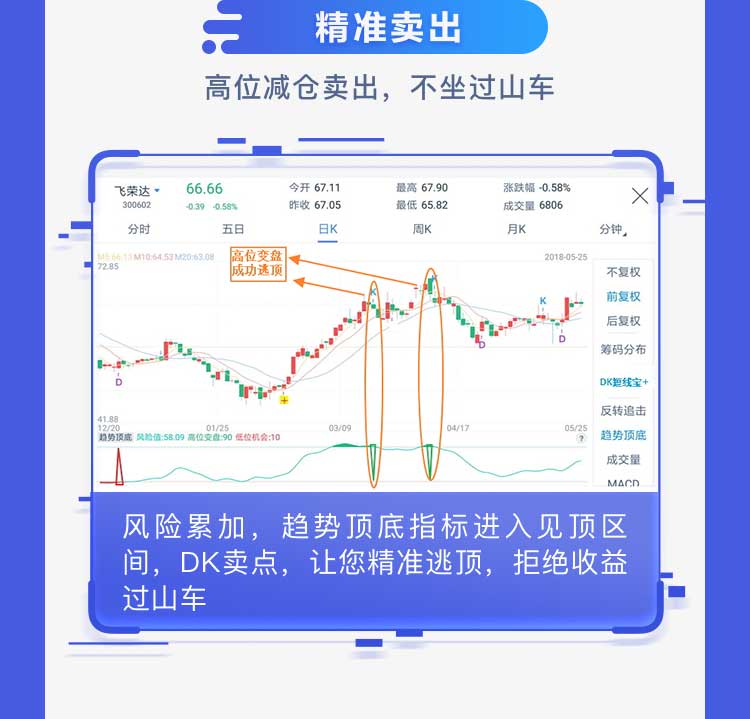 精准卖出
高位减仓卖出，不坐过山车
飞荣达 66.66 今开 67.11 最高 67.90 涨跌幅 -0.58%
300602 -0.39 -0.58% 昨收 67.05 最低 65.82 成交量 6806
分时 五日 日K 周K 月K 分钟
M5:66.13 M10:64.53 M20:63.08 2018-05-25
72.85
高位变盘
成功逃顶
不复权
前复权
后复权
筹码分布
DK短线宝+
反转追击
趋势顶底
成交量
MACD
K
K
K
D
D
D
41.88
12/20 01/25 03/09 04/17 05/25
趋势顶底 风险值:58.09 高位变盘:90 低位机会:10 ?
风险累加，趋势顶底指标进入见顶区
间，DK卖点，让您精准逃顶，拒绝收益
过山车